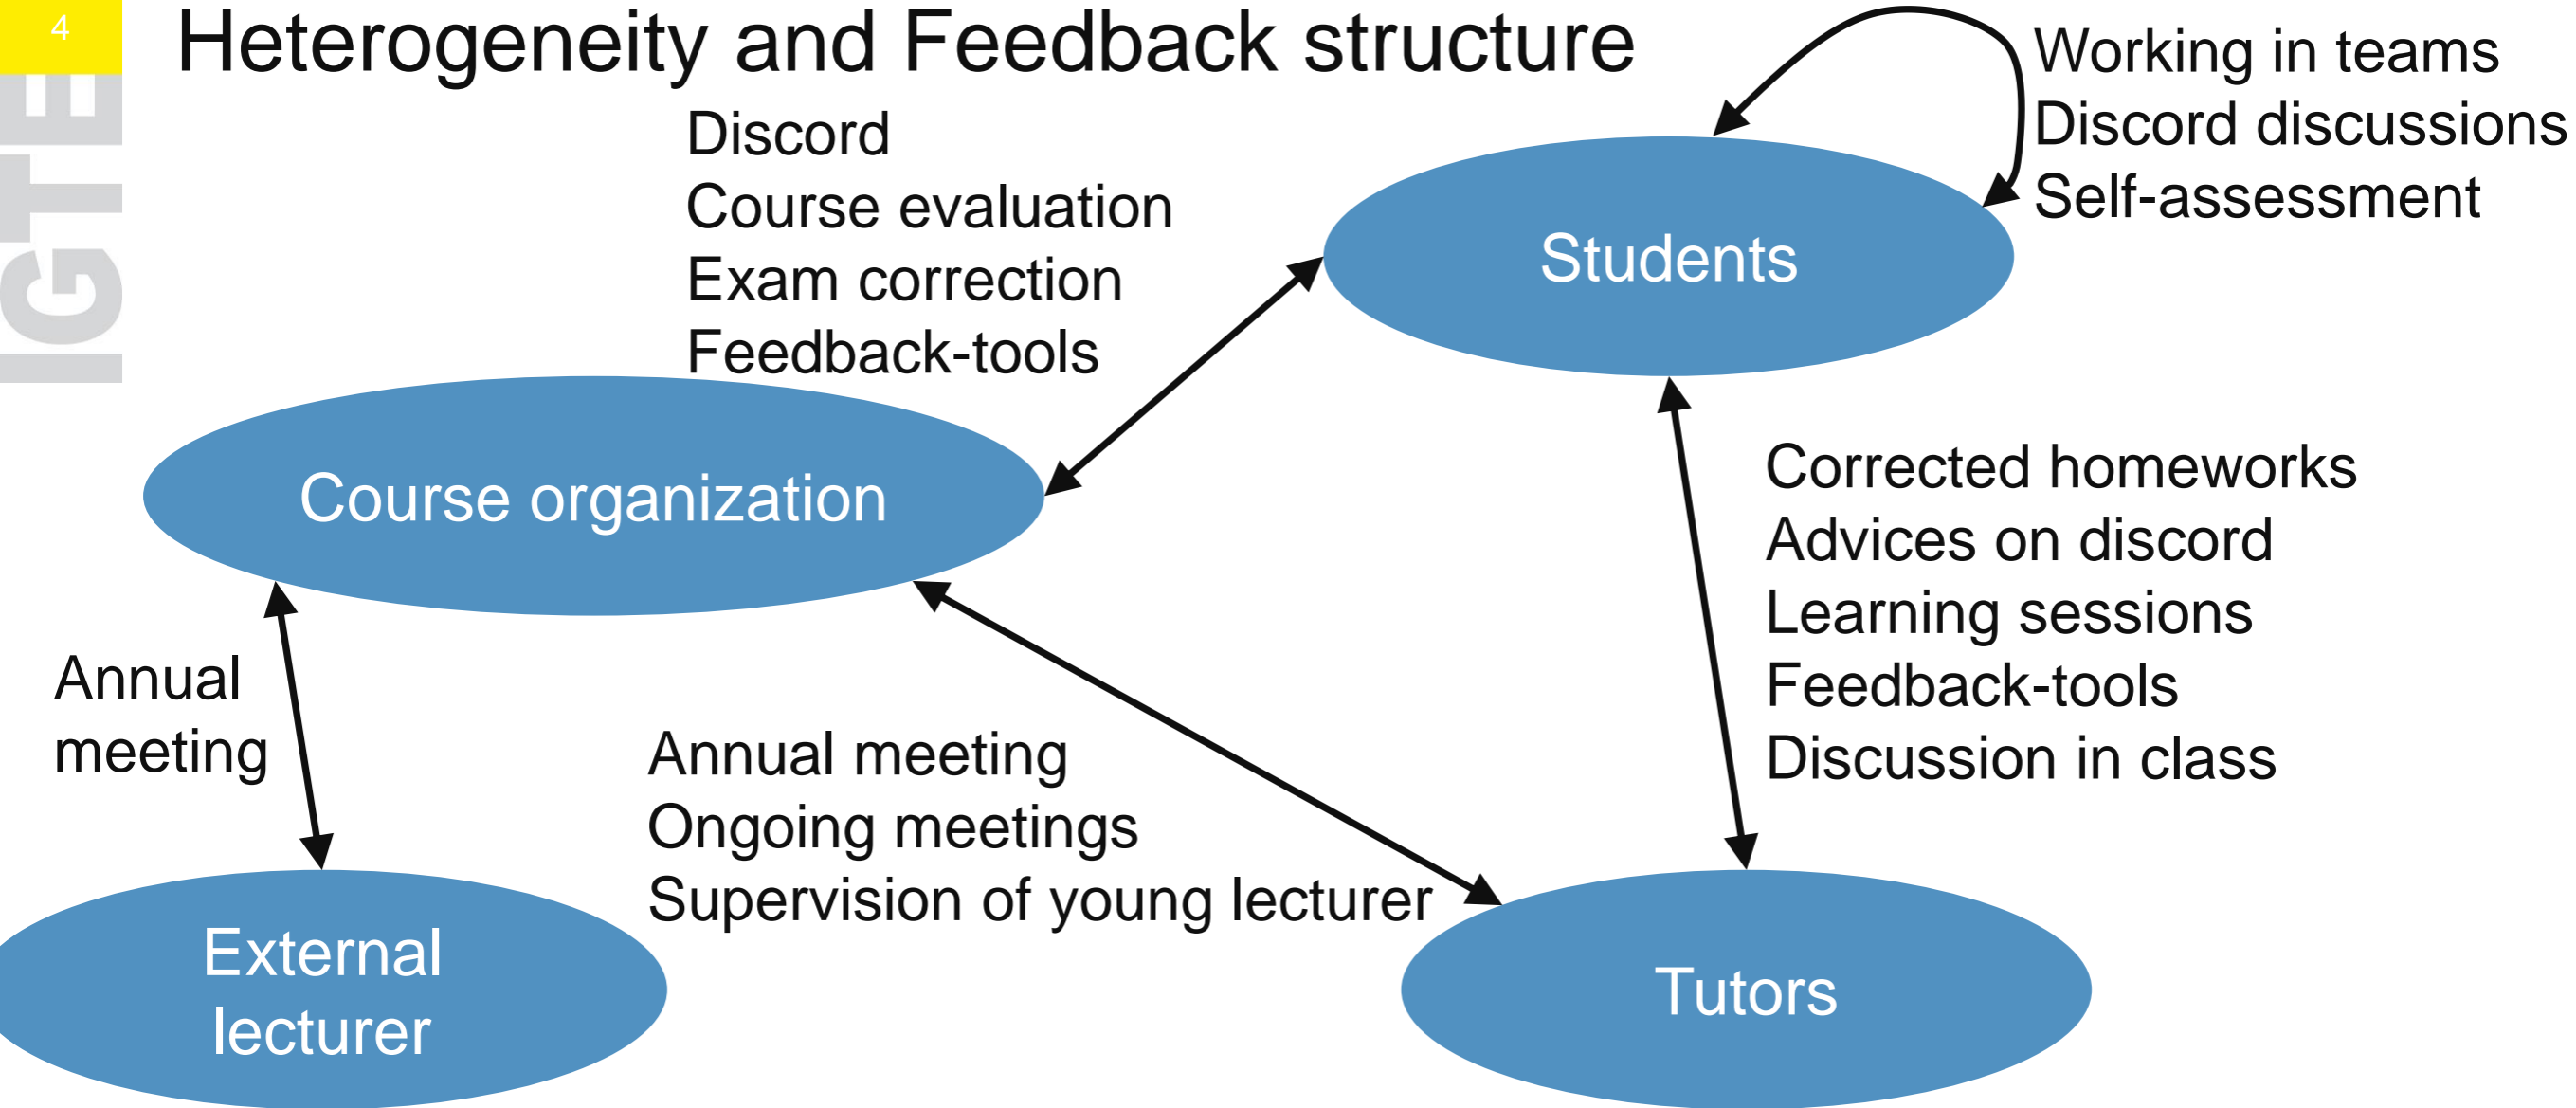 4
Heterogeneity and Feedback structure
IGTE
Working in teams
Discord discussions
Self-assessment
Discord
Course evaluation
Exam correction
Feedback-tools
Students
Course organization
Corrected homeworks
Advices on discord
Learning sessions
Feedback-tools
Discussion in class
Annual
meeting
Annual meeting
Ongoing meetings
Supervision of young lecturer
External
lecturer
Tutors